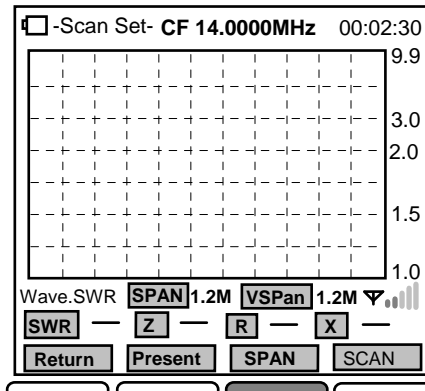 -Scan Set- CF 14.0000MHz 00:02:30
9.9
3.0
2.0
1.5
1.0
Wave.SWR SPAN 1.2M VSPan 1.2M
SWR — Z — R — X —
Return Present SPAN SCAN